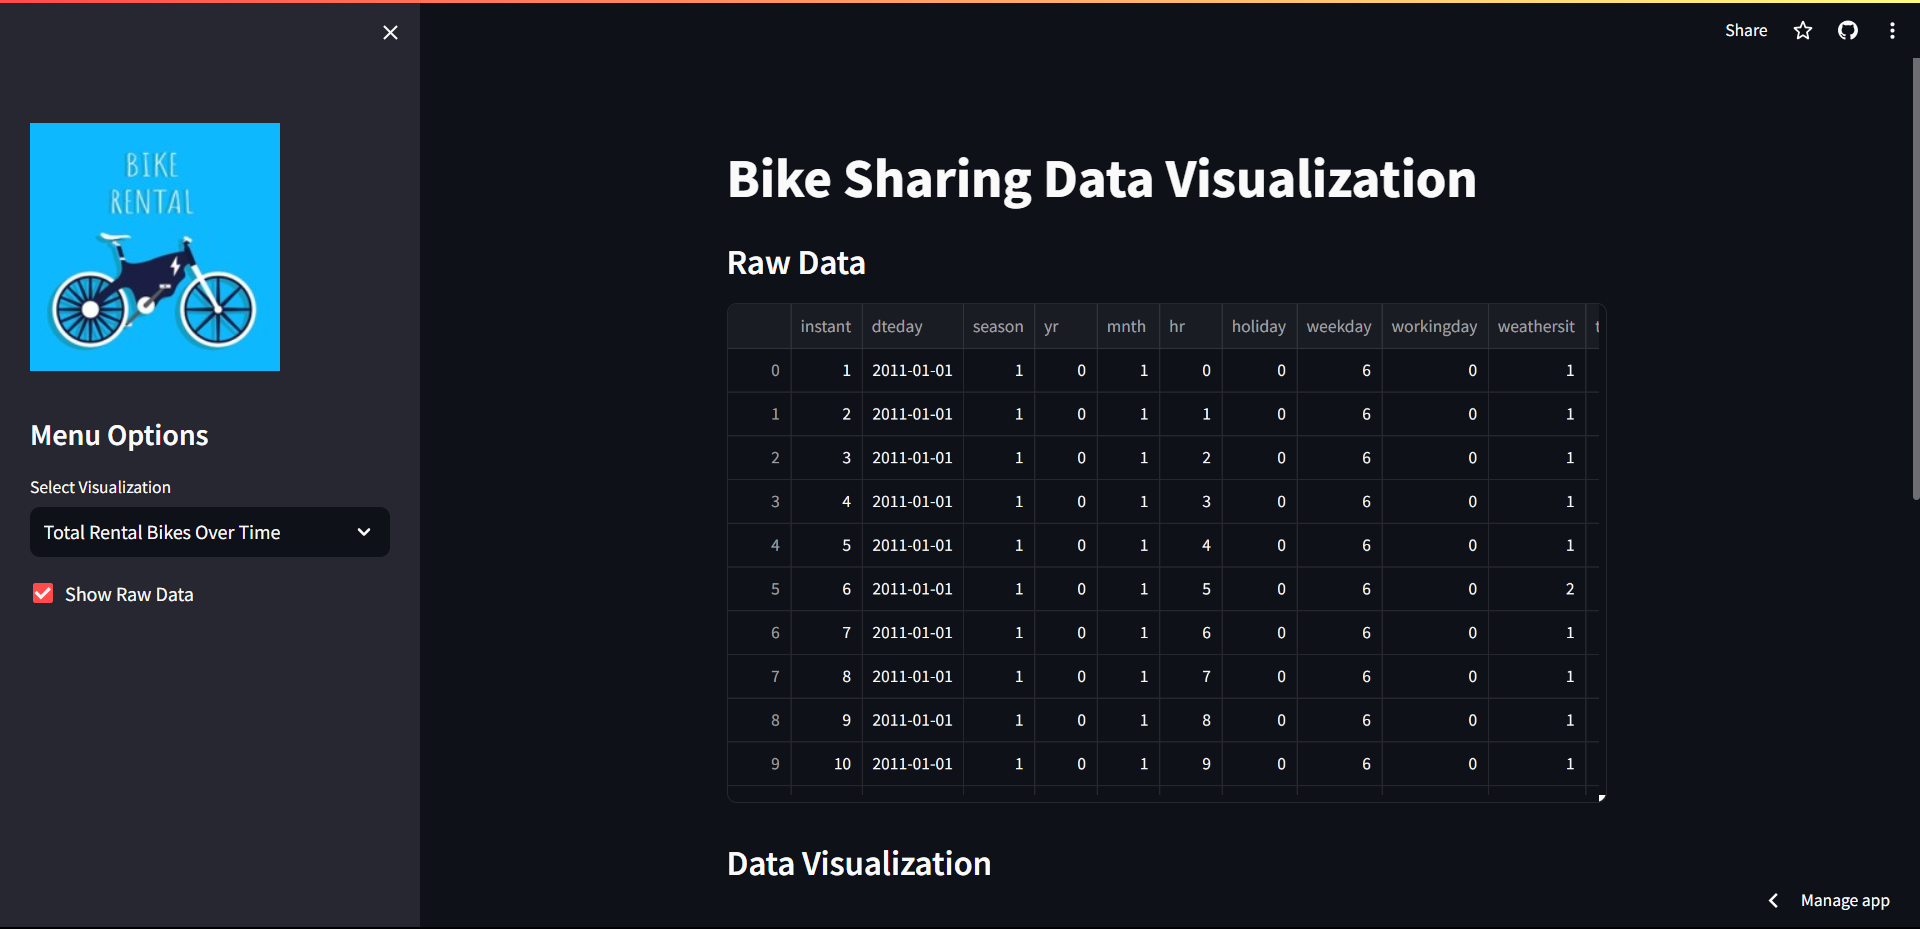 Share
BIKE
RENTAL
Menu Options
Select Visualization
Total Rental Bikes Over Time
Show Raw Data
Bike Sharing Data Visualization
Raw Data
instant dteday season yr mnth hr holiday weekday workingday weathersit
0 1 2011-01-01 1 0 1 0 0 6 0 1
1 2 2011-01-01 1 0 1 1 0 6 0 1
2 3 2011-01-01 1 0 1 2 0 6 0 1
3 4 2011-01-01 1 0 1 3 0 6 0 1
4 5 2011-01-01 1 0 1 4 0 6 0 1
5 6 2011-01-01 1 0 1 5 0 6 0 2
6 7 2011-01-01 1 0 1 6 0 6 0 1
7 8 2011-01-01 1 0 1 7 0 6 0 1
8 9 2011-01-01 1 0 1 8 0 6 0 1
9 10 2011-01-01 1 0 1 9 0 6 0 1
Data Visualization
Manage app